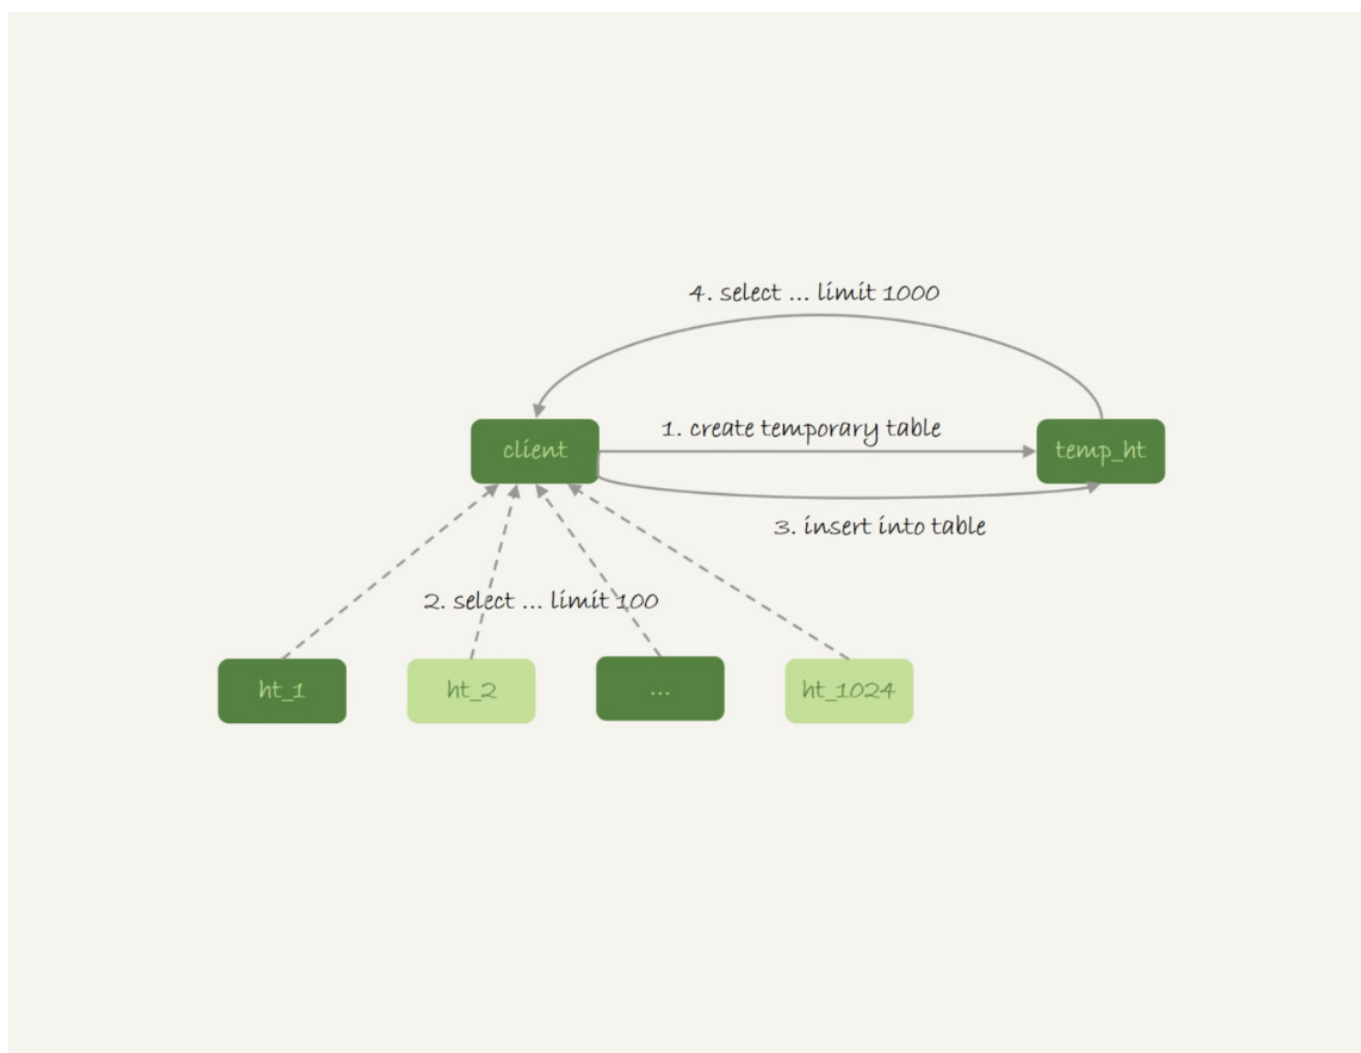 4. select ... limit 1000
client
1. create temporary table
temp_ht
3. insert into table
2. select ... limit 100
ht_1
ht_2
...
ht_1024